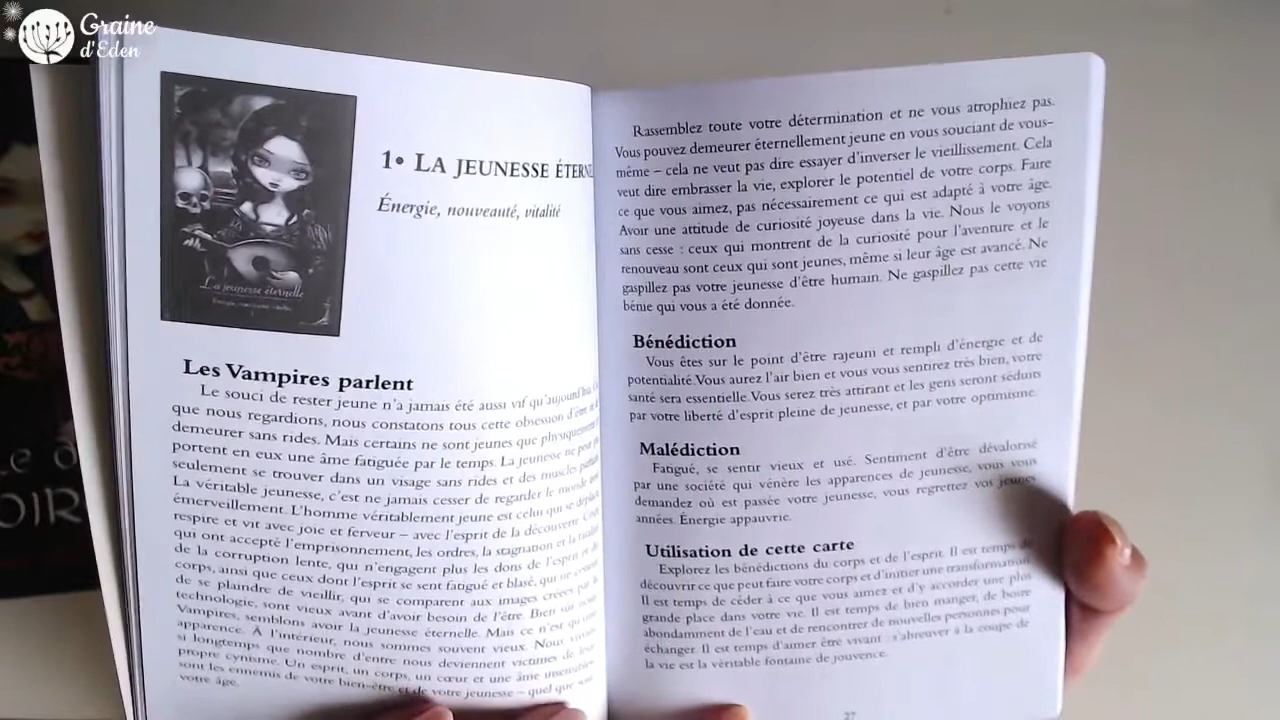 Graine
d'Eden
La jeunesse éternelle
1• LA JEUNESSE ÉTERNE
Énergie, nouveauté, vitalité
Les Vampires parlent
Le souci de rester jeune n'a jamais été aussi vif qu'aujourd'hui.
que nous regardions, nous constatons tous cette obsession d'être et de
demeurer sans rides. Mais certains ne sont jeunes que physiquement
portent en eux une âme fatiguée par le temps. La jeunesse ne peut pas
seulement se trouver dans un visage sans rides et des muscles parfaits
La véritable jeunesse, c'est ne jamais cesser de regarder le monde avec
émerveillement. L'homme véritablement jeune est celui qui se déplace
respire et vit avec joie et ferveur – avec l'esprit de la découverte
qui ont accepté l'emprisonnement, les ordres, la stagnation et la
de la corruption lente, qui n'engagent plus les dons de l'esprit et du
corps, ainsi que ceux dont l'esprit se sent fatigué et blasé, qui ne cessent
de se plaindre de vieillir, qui se comparent aux images créées par la
technologie, sont vieux avant d'avoir besoin de l'être. Bien sûr nous
Vampires, semblons avoir la jeunesse éternelle. Mais ce n'est qu'une
apparence. À l'intérieur, nous sommes souvent vieux. Nous vivons
si longtemps que nombre d'entre nous deviennent victimes de leur
propre cynisme. Un esprit, un corps, un cœur et une âme
sont les ennemis de votre bien-être et de votre jeunesse – quel que soit
votre âge.
Rassemblez toute votre détermination et ne vous atrophiez pas.
Vous pouvez demeurer éternellement jeune en vous souciant de vous-
même – cela ne veut pas dire essayer d'inverser le vieillissement. Cela
veut dire embrasser la vie, explorer le potentiel de votre corps. Faire
ce que vous aimez, pas nécessairement ce qui est adapté à votre âge.
Avoir une attitude de curiosité joyeuse dans la vie. Nous le voyons
sans cesse : ceux qui montrent de la curiosité pour l'aventure et le
renouveau sont ceux qui sont jeunes, même si leur âge est avancé. Ne
gaspillez pas votre jeunesse d'être humain. Ne gaspillez pas cette vie
bénie qui vous a été donnée.
Bénédiction
Vous êtes sur le point d'être rajeuni et rempli d'énergie et de
potentialité. Vous aurez l'air bien et vous vous sentirez très bien, votre
santé sera essentielle. Vous serez très attirant et les gens seront séduits
par votre liberté d'esprit pleine de jeunesse, et par votre optimisme.
Malédiction
Fatigué, se sentir vieux et usé. Sentiment d'être dévalorisé
par une société qui vénère les apparences de jeunesse, vous vous
demandez où est passée votre jeunesse, vous regrettez vos jeunes
années. Énergie appauvrie.
Utilisation de cette carte
Explorez les bénédictions du corps et de l'esprit. Il est temps de
découvrir ce que peut faire votre corps et d'initier une transformation
Il est temps de céder à ce que vous aimez et d'y accorder une plus
grande place dans votre vie. Il est temps de bien manger, de boire
abondamment de l'eau et de rencontrer de nouvelles personnes pour
échanger. Il est temps d'aimer être vivant : s'abreuver à la coupe de
la vie est la véritable fontaine de jouvence.
27